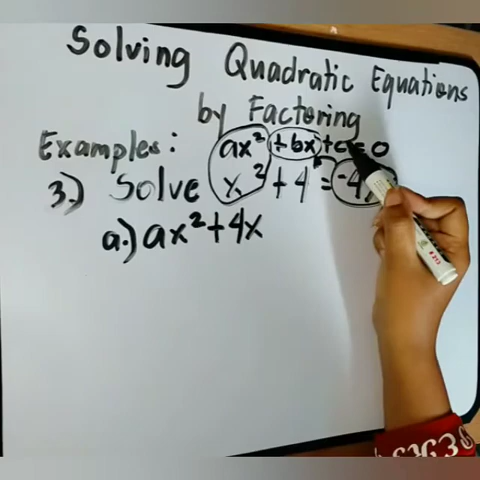 Solving Quadratic Equations
by Factoring
Examples: ax² + bx + c = 0
3.) Solve x² + 4 = -4
a.) ax² + 4x